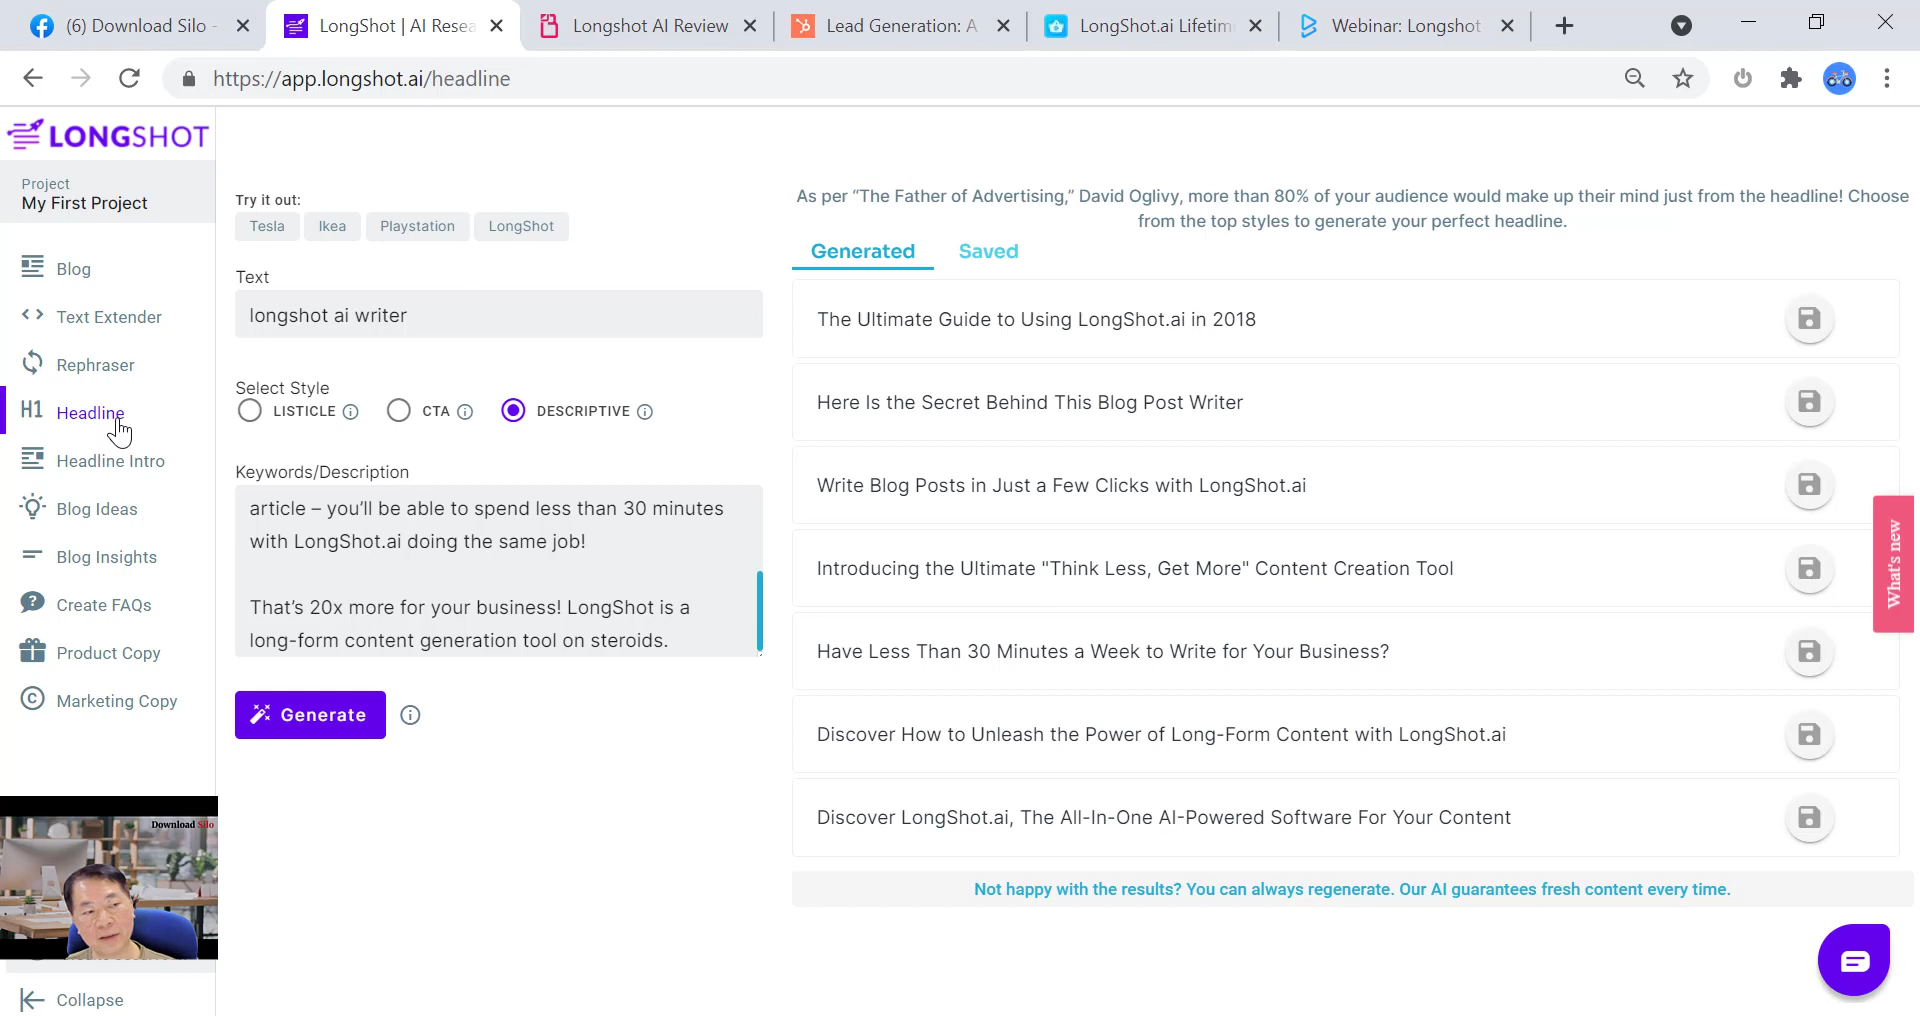 (6) Download Silo -
LongShot | AI Resea
Longshot AI Review
Lead Generation: A
LongShot.ai Lifetim
Webinar: Longshot
https://app.longshot.ai/headline
LONGSHOT
Project
My First Project
Blog
Text Extender
Rephraser
H1 Headline
Headline Intro
Blog Ideas
Blog Insights
Create FAQs
Product Copy
Marketing Copy
Download Silo
Collapse
Try it out:
Tesla Ikea Playstation LongShot
Text
longshot ai writer
Select Style
LISTICLE CTA DESCRIPTIVE
Keywords/Description
article – you'll be able to spend less than 30 minutes
with LongShot.ai doing the same job!
That's 20x more for your business! LongShot is a
long-form content generation tool on steroids.
Generate
As per “The Father of Advertising,” David Oglivy, more than 80% of your audience would make up their mind just from the headline! Choose
from the top styles to generate your perfect headline.
Generated Saved
The Ultimate Guide to Using LongShot.ai in 2018
Here Is the Secret Behind This Blog Post Writer
Write Blog Posts in Just a Few Clicks with LongShot.ai
Introducing the Ultimate "Think Less, Get More" Content Creation Tool
Have Less Than 30 Minutes a Week to Write for Your Business?
Discover How to Unleash the Power of Long-Form Content with LongShot.ai
Discover LongShot.ai, The All-In-One AI-Powered Software For Your Content
Not happy with the results? You can always regenerate. Our AI guarantees fresh content every time.
What's new